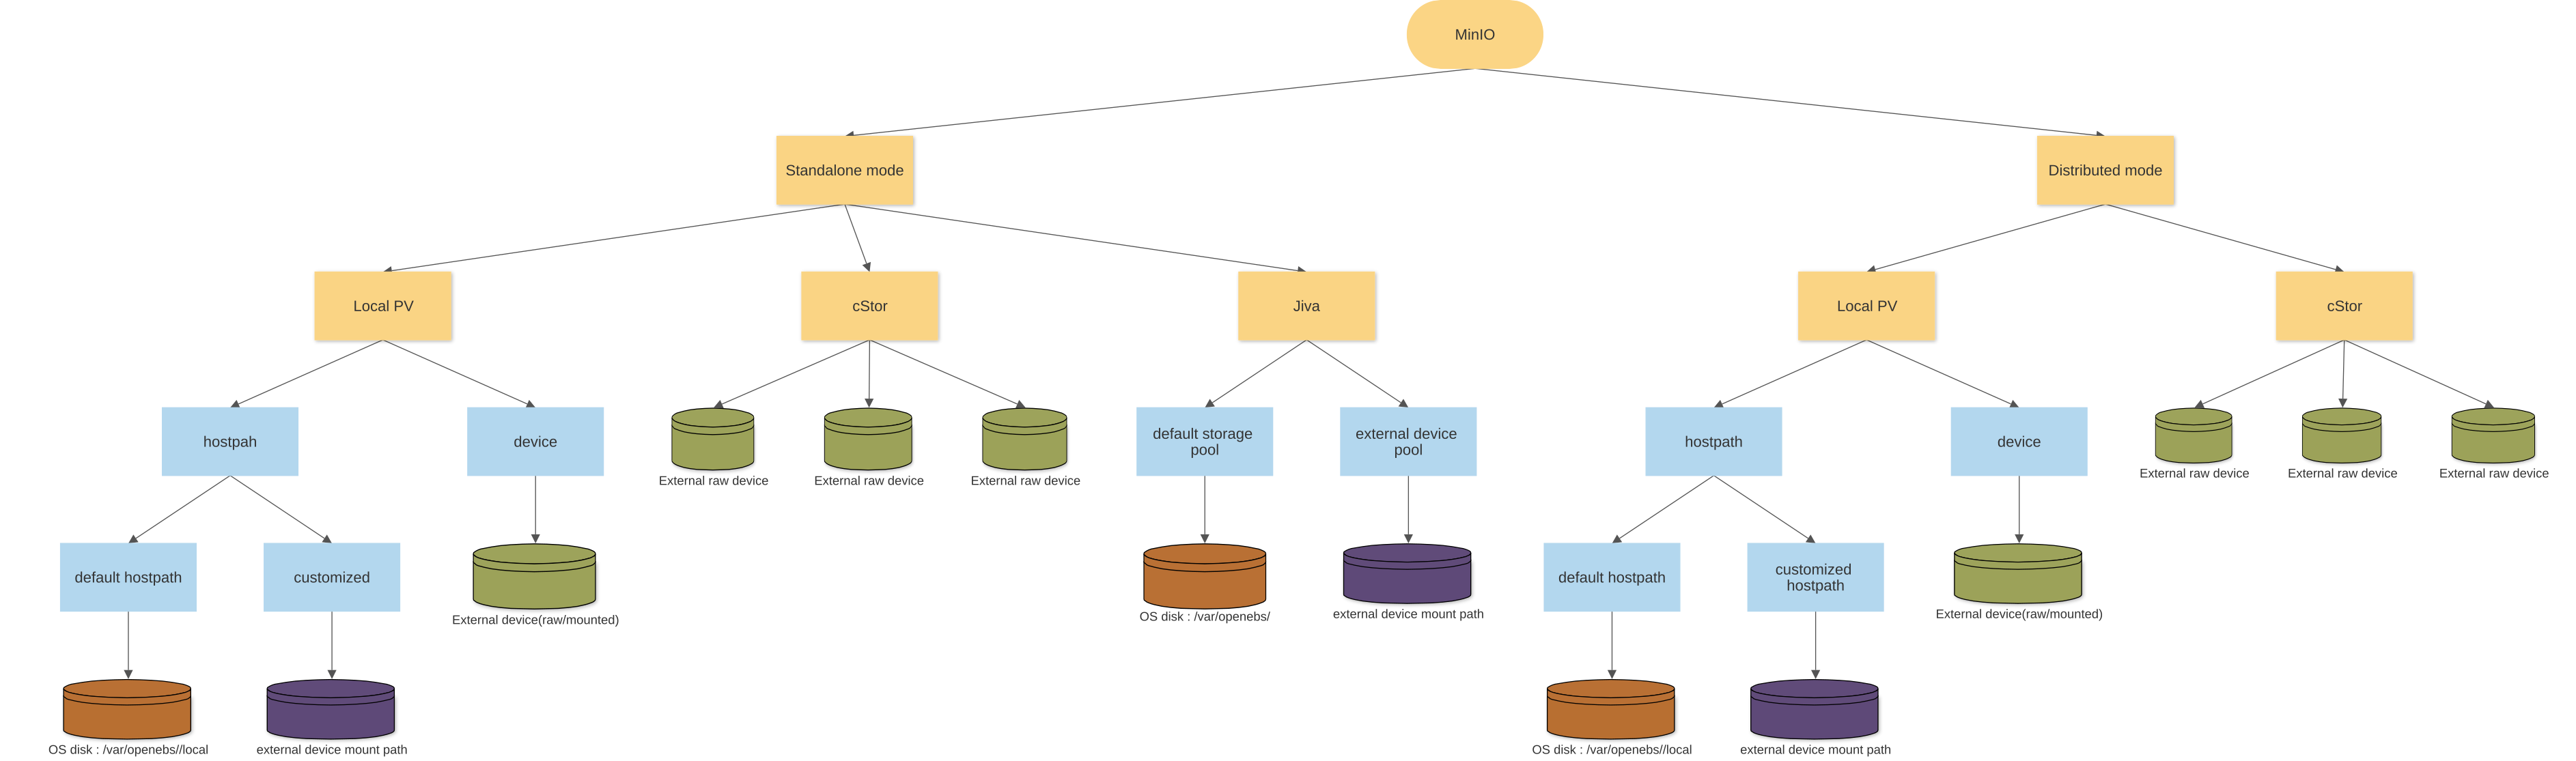 MinIO
Standalone mode
Distributed mode
Local PV
cStor
Jiva
Local PV
cStor
hostpah
device
External raw device
External raw device
External raw device
default storage
pool
external device
pool
hostpath
device
External raw device
External raw device
External raw device
default hostpath
customized
External device(raw/mounted)
OS disk : /var/openebs/
external device mount path
default hostpath
customized
hostpath
External device(raw/mounted)
OS disk : /var/openebs//local
external device mount path
OS disk : /var/openebs//local
external device mount path